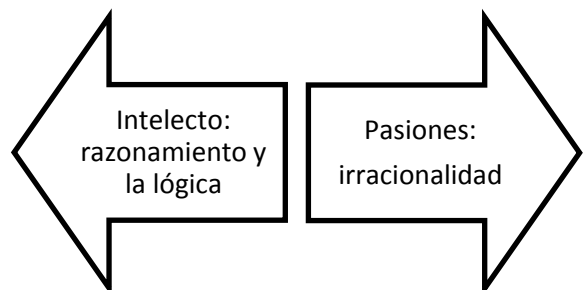 Intelecto:
razonamiento y
la lógica
Pasiones:
irracionalidad